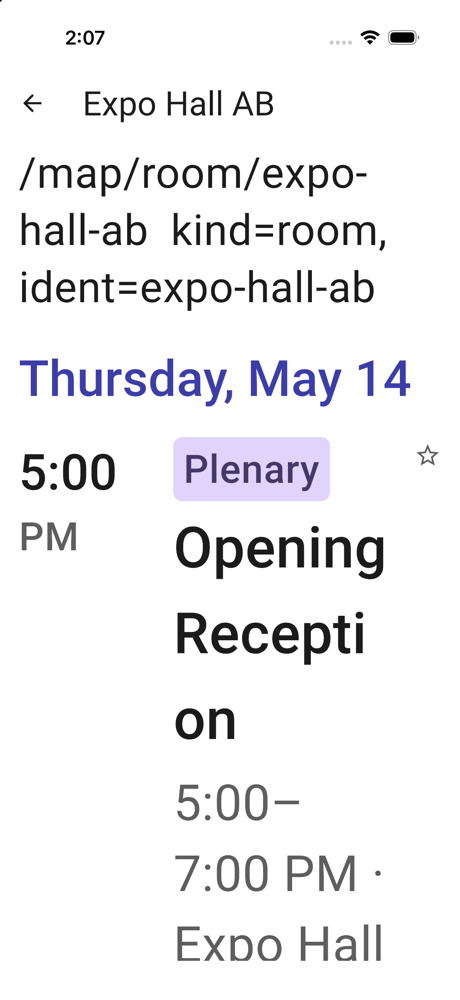 2:07
Expo Hall AB
/map/room/expo-
hall-ab  kind=room,
ident=expo-hall-ab
Thursday, May 14
5:00
PM
Plenary
Opening
Recepti
on
5:00–
7:00 PM ·
Expo Hall